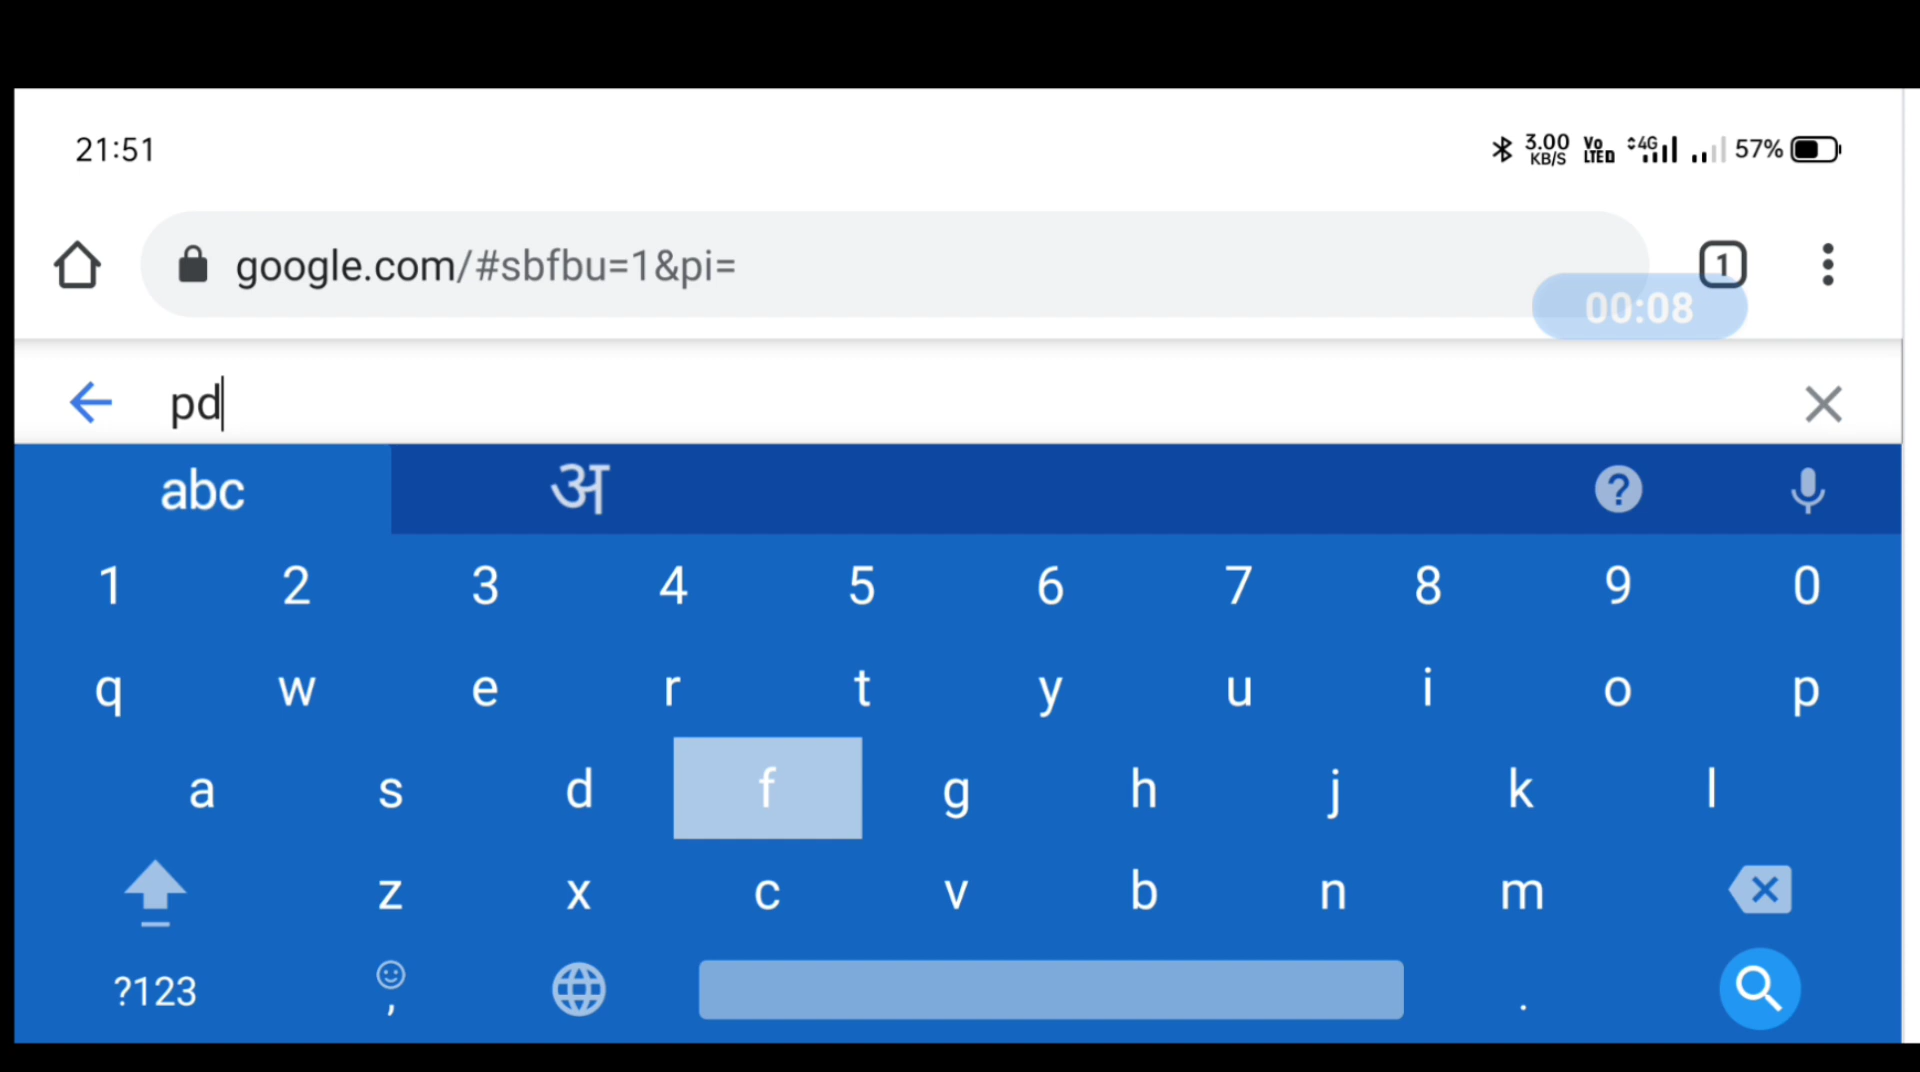 21:51 3.00 KB/S Vo LTED 4G 57%
google.com/#sbfbu=1&pi= 1
00:08
pd
abc अ ?
1 2 3 4 5 6 7 8 9 0
q w e r t y u i o p
a s d f g h j k l
z x c v b n m
?123 , .